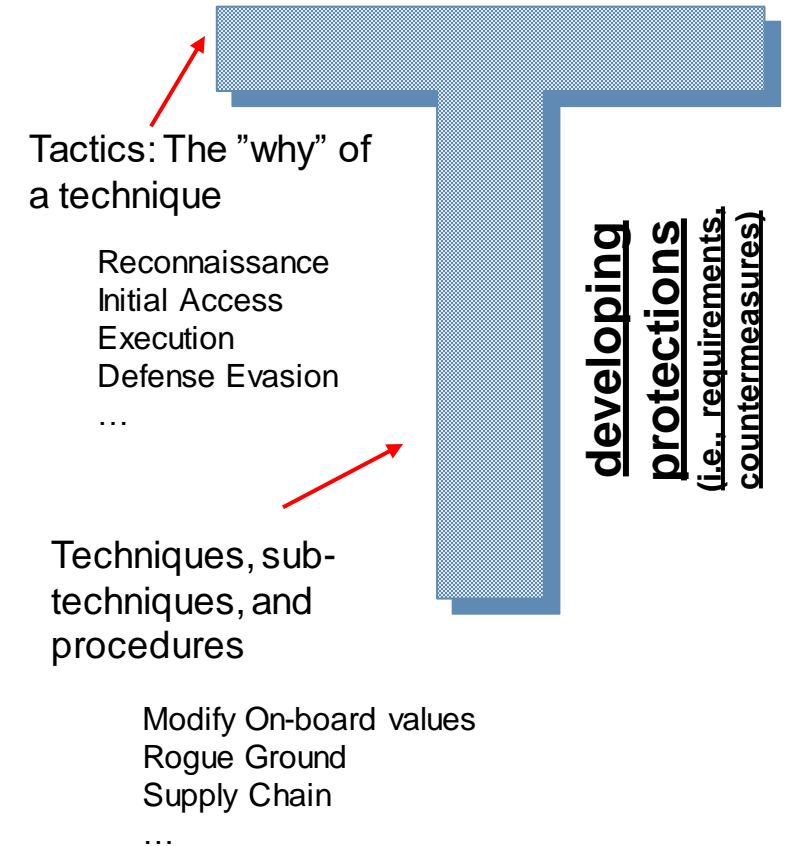 Tactics: The ”why” of
a technique
Reconnaissance
Initial Access
Execution
Defense Evasion
…
developing
protections
(i.e., requirements,
countermeasures)
Techniques, sub-
techniques, and
procedures
Modify On-board values
Rogue Ground
Supply Chain
…